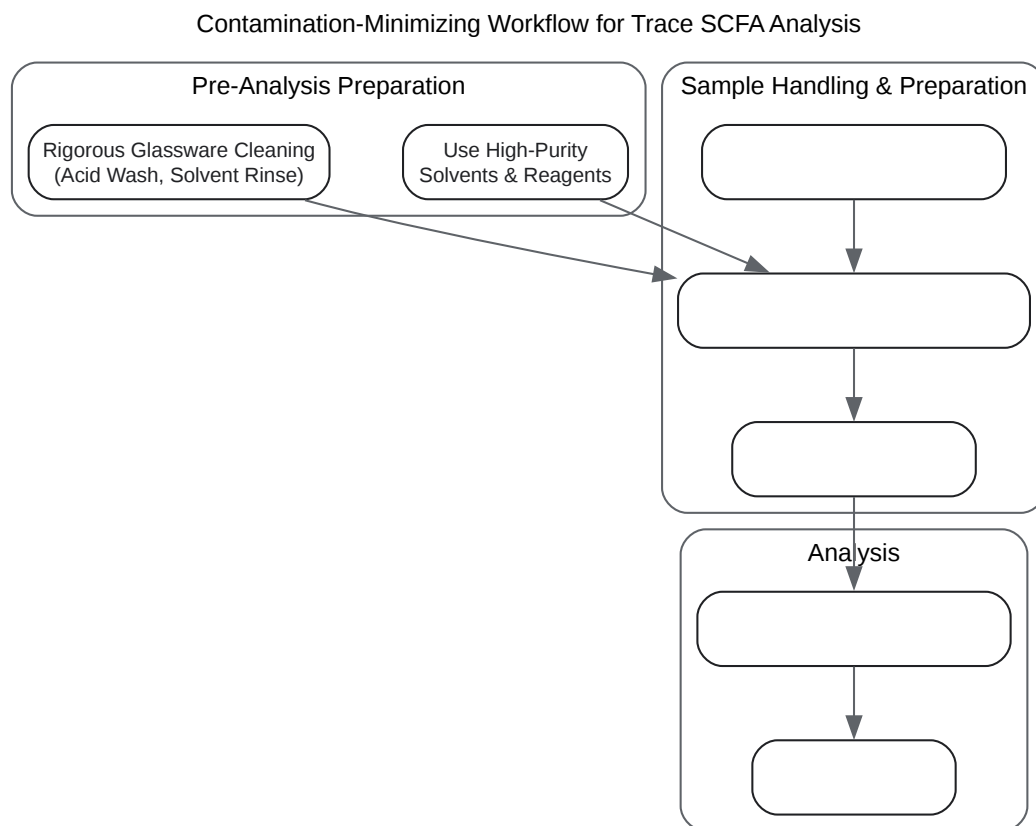 Contamination-Minimizing Workflow for Trace SCFA Analysis
Pre-Analysis Preparation
Rigorous Glassware Cleaning
(Acid Wash, Solvent Rinse)
Use High-Purity
Solvents & Reagents
Sample Handling & Preparation
Analysis